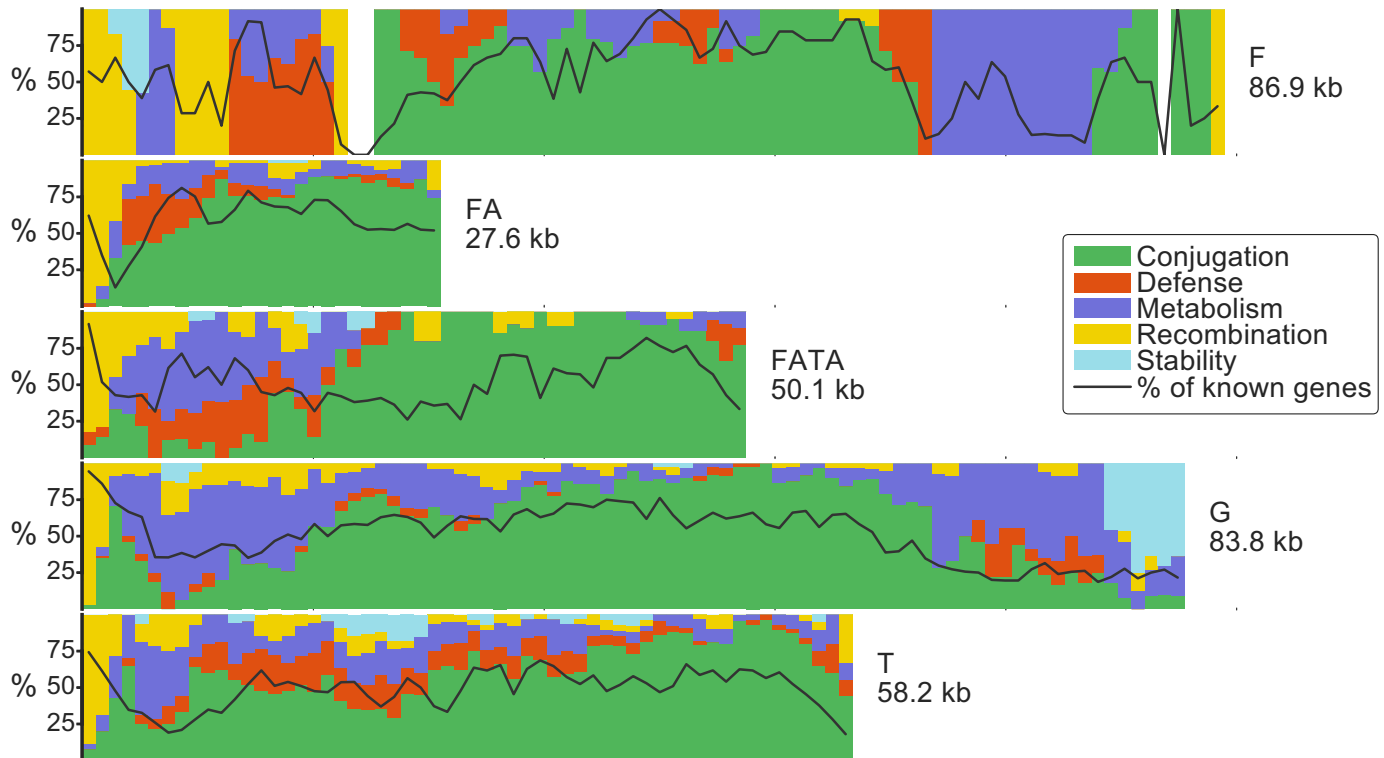 75
% 50
25
F
86.9 kb
75
% 50
25
FA
27.6 kb
Conjugation
Defense
Metabolism
Recombination
Stability
% of known genes
75
% 50
25
FATA
50.1 kb
75
% 50
25
G
83.8 kb
75
% 50
25
T
58.2 kb